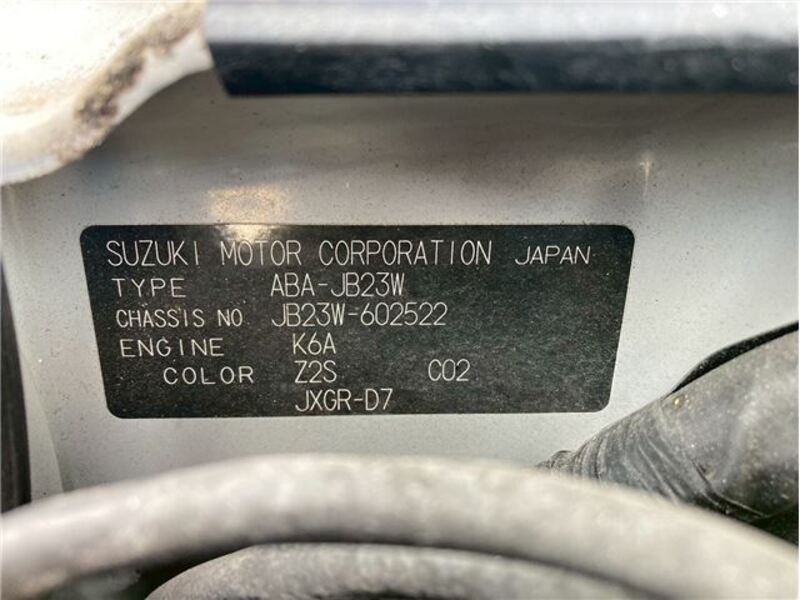 SUZUKI MOTOR CORPORATION JAPAN
TYPE ABA-JB23W
CHASSIS NO JB23W-602522
ENGINE K6A
COLOR Z2S C02
JXGR-D7